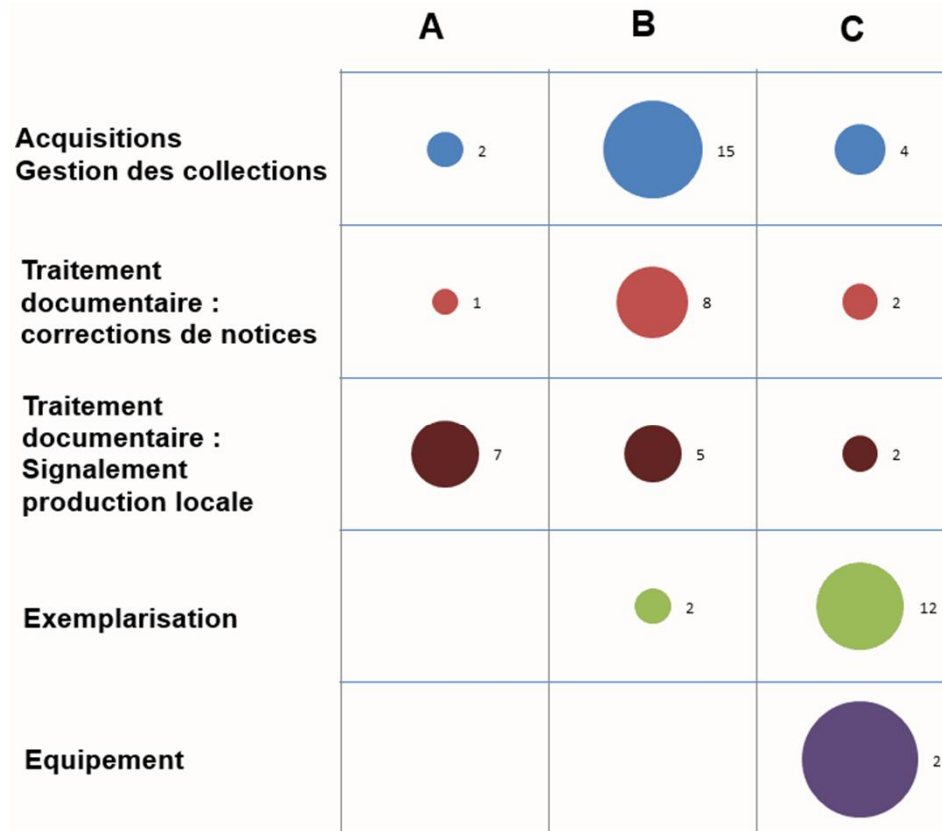 A B C
Acquisitions
Gestion des collections
2 15 4
Traitement
documentaire :
corrections de notices
1 8 2
Traitement
documentaire :
Signalement
production locale
7 5 2
Exemplarisation
2 12
Equipement
2